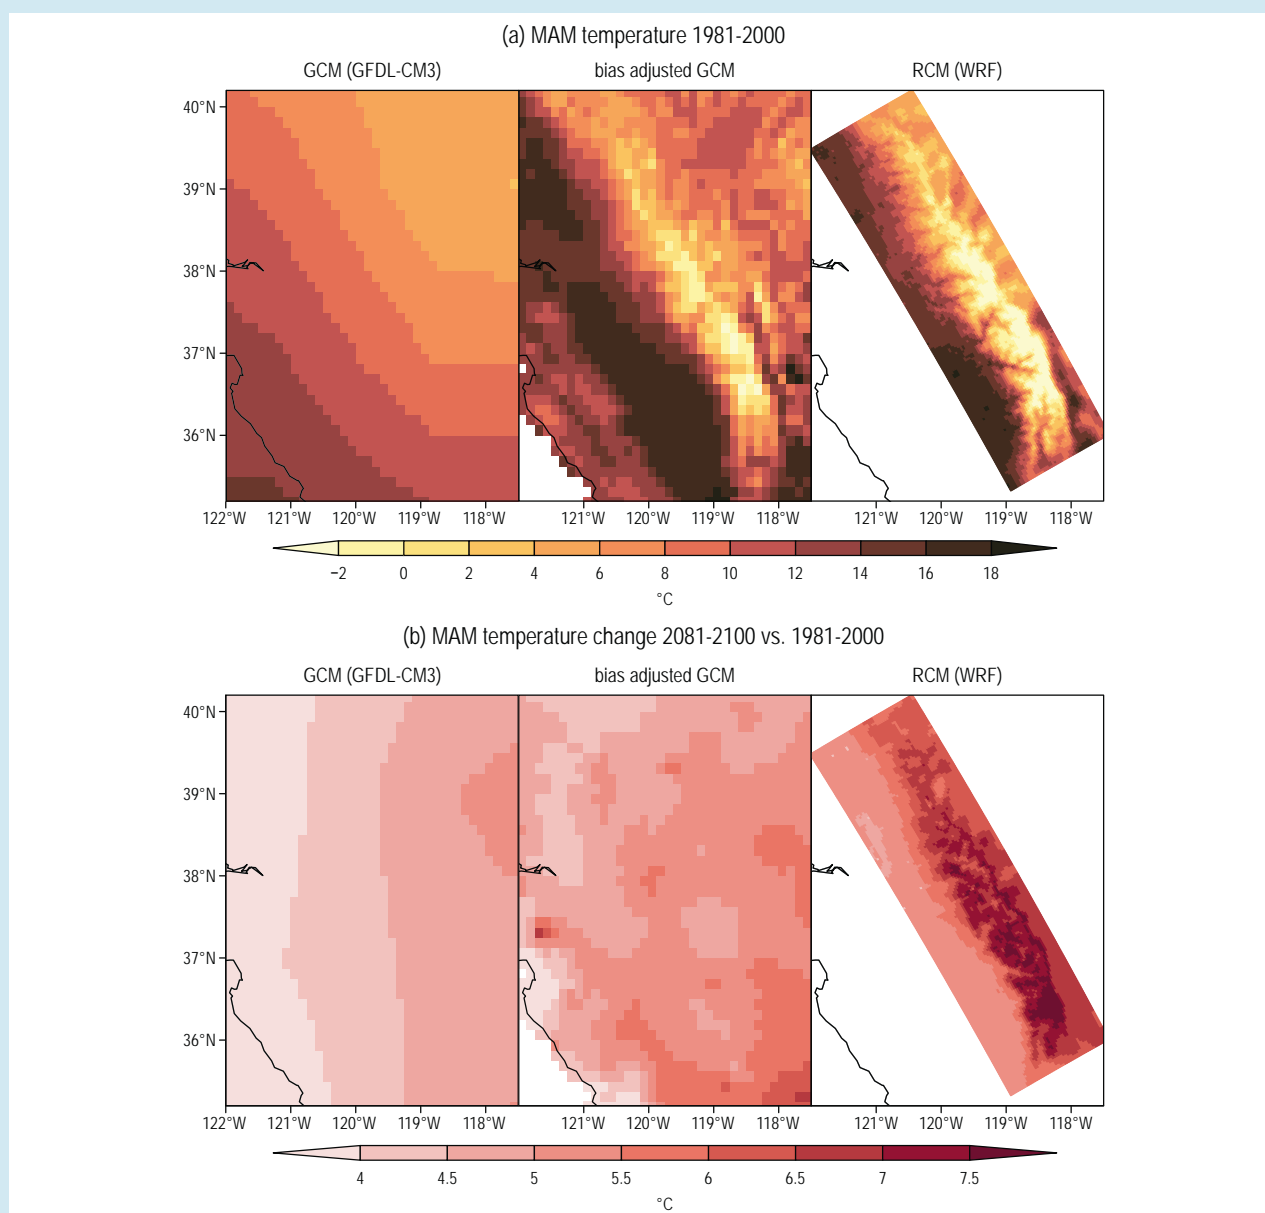 (a) MAM temperature 1981-2000
GCM (GFDL-CM3)
bias adjusted GCM
RCM (WRF)
40°N
39°N
38°N
37°N
36°N
122°W 121°W 120°W 119°W 118°W
121°W 120°W 119°W 118°W
121°W 120°W 119°W 118°W
−2 0 2 4 6 8 10 12 14 16 18
°C
(b) MAM temperature change 2081-2100 vs. 1981-2000
GCM (GFDL-CM3)
bias adjusted GCM
RCM (WRF)
40°N
39°N
38°N
37°N
36°N
122°W 121°W 120°W 119°W 118°W
121°W 120°W 119°W 118°W
121°W 120°W 119°W 118°W
4 4.5 5 5.5 6 6.5 7 7.5
°C